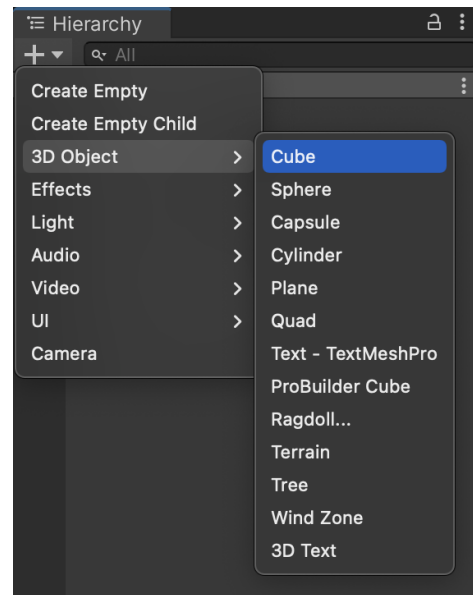 Hierarchy
All
Create Empty
Create Empty Child
3D Object
Effects
Light
Audio
Video
UI
Camera
Cube
Sphere
Capsule
Cylinder
Plane
Quad
Text - TextMeshPro
ProBuilder Cube
Ragdoll...
Terrain
Tree
Wind Zone
3D Text